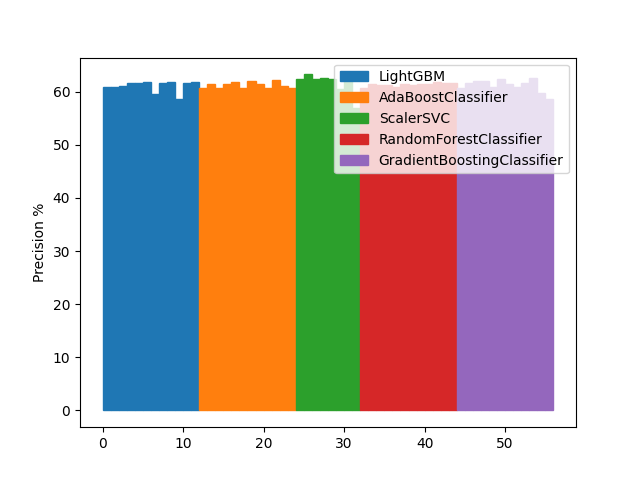 LightGBM
AdaBoostClassifier
ScalerSVC
RandomForestClassifier
GradientBoostingClassifier
Precision %
60
50
40
30
20
10
0
0 10 20 30 40 50